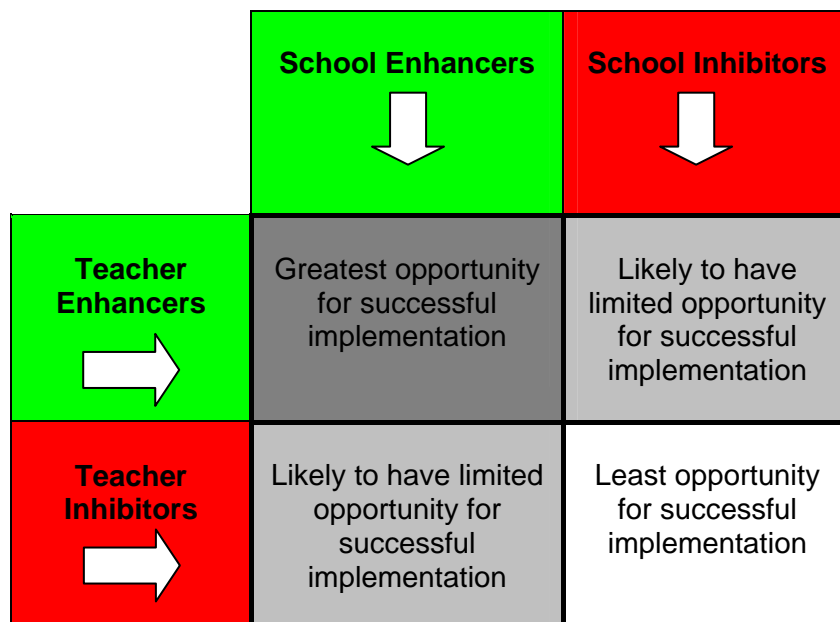 School Enhancers
School Inhibitors
Teacher
Enhancers
Greatest opportunity
for successful
implementation
Likely to have
limited opportunity
for successful
implementation
Teacher
Inhibitors
Likely to have limited
opportunity for
successful
implementation
Least opportunity
for successful
implementation